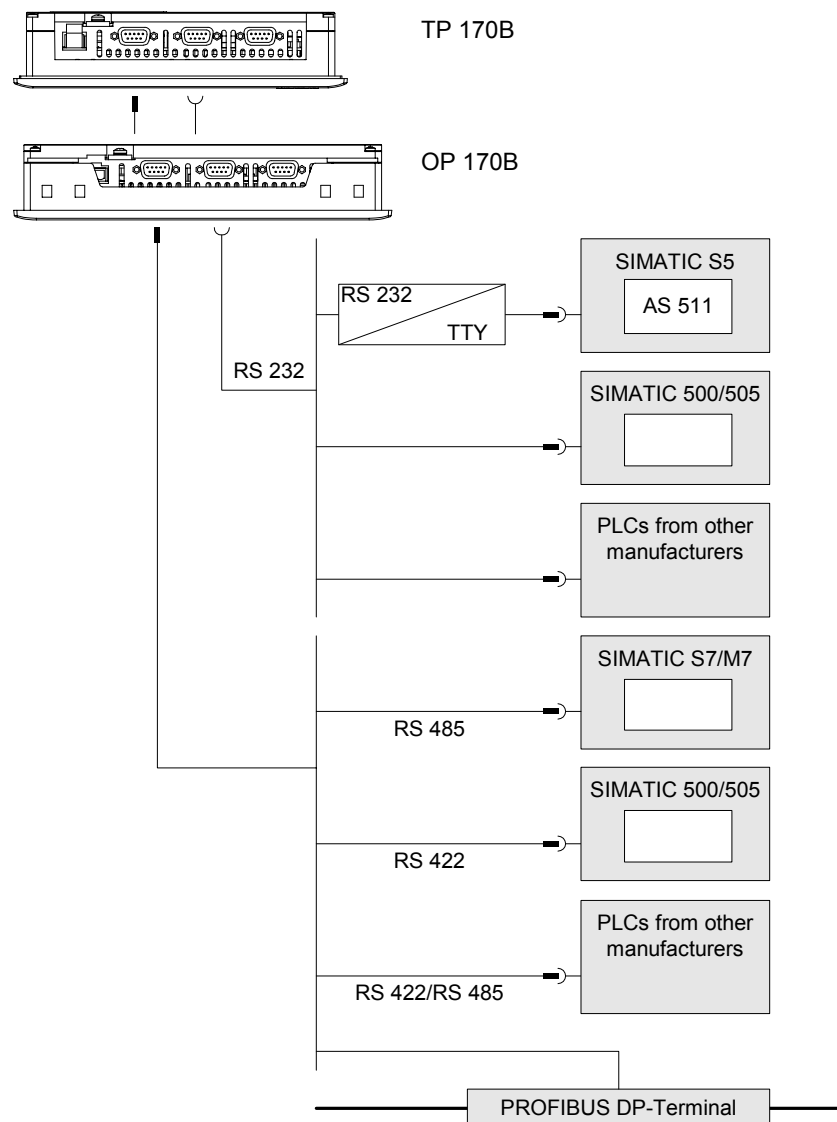 TP 170B
OP 170B
SIMATIC S5
AS 511
RS 232
TTY
RS 232
SIMATIC 500/505
PLCs from other
manufacturers
SIMATIC S7/M7
RS 485
SIMATIC 500/505
RS 422
PLCs from other
manufacturers
RS 422/RS 485
PROFIBUS DP-Terminal